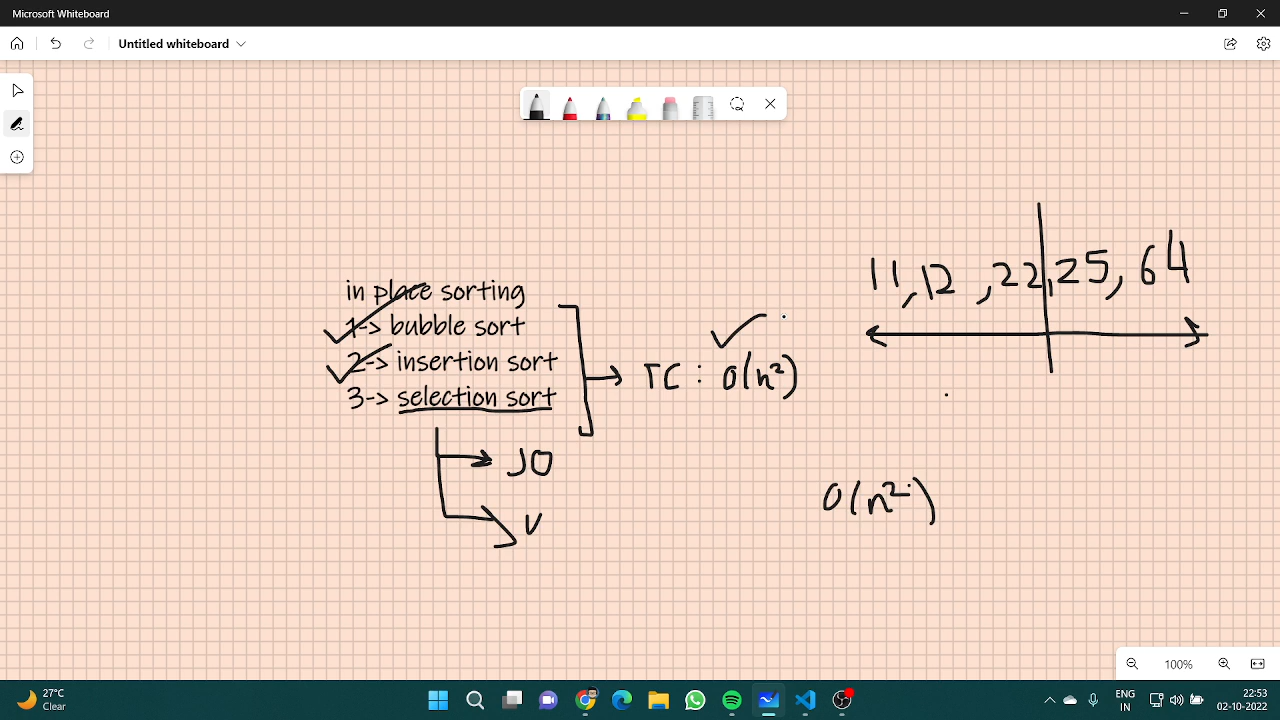 Microsoft Whiteboard
Untitled whiteboard
11,12 ,22,25, 64
in place sorting
1-> bubble sort
2-> insertion sort
3-> selection sort
TC : O(n²)
JO
V
O(n²)
100%
27°C
Clear
ENG
IN
22:53
02-10-2022